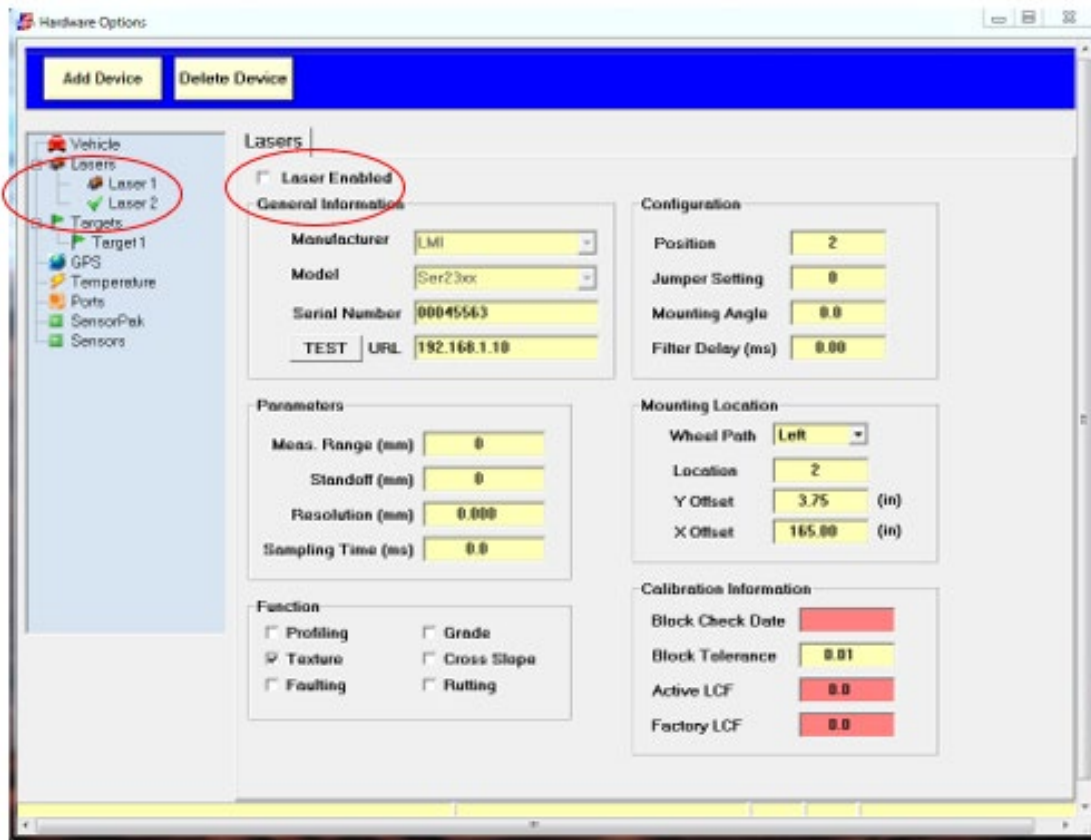 Hardware Options
Add Device
Delete Device
Vehicle
Lasers
Laser 1
Laser 2
Targets
Target 1
GPS
Temperature
Ports
SensorPak
Sensors
Lasers
Laser Enabled
General Information
Manufacturer LMI
Model Ser23xx
Serial Number 00045563
TEST URL 192.168.1.10
Configuration
Position 2
Jumper Setting 0
Mounting Angle 0.0
Filter Delay (ms) 0.00
Parameters
Meas. Range (mm) 0
Standoff (mm) 0
Resolution (mm) 0.000
Sampling Time (ms) 0.0
Mounting Location
Wheel Path Left
Location 2
Y Offset 3.75 (in)
X Offset 165.00 (in)
Function
Profiling Grade
Texture Cross Slope
Faulting Rutting
Calibration Information
Block Check Date
Block Tolerance 0.01
Active LCF 0.0
Factory LCF 0.0